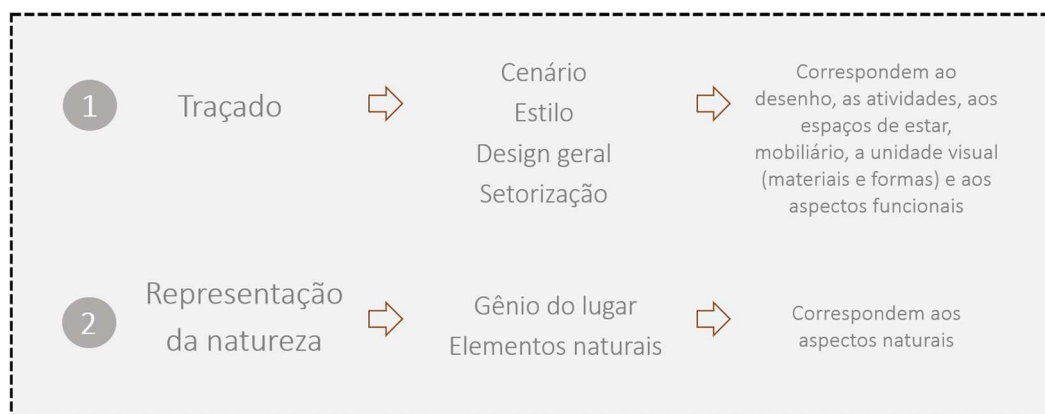 1
Traçado
Cenário
Estilo
Design geral
Setorização
Correspondem ao
desenho, as atividades, aos
espaços de estar,
mobiliário, a unidade visual
(materiais e formas) e aos
aspectos funcionais
2
Representação
da natureza
Gênio do lugar
Elementos naturais
Correspondem aos
aspectos naturais